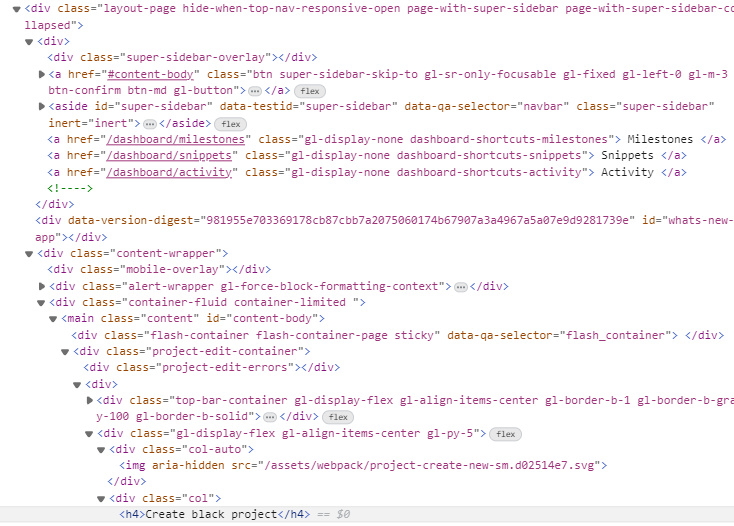 <div class="layout-page hide-when-top-nav-responsive-open page-with-super-sidebar page-with-super-sidebar-co
llapsed">
<div>
<div class="super-sidebar-overlay"></div>
<a href="#content-body" class="btn super-sidebar-skip-to gl-sr-only-focusable gl-fixed gl-left-0 gl-m-3
btn-confirm btn-md gl-button">…</a> flex
<aside id="super-sidebar" data-testid="super-sidebar" data-qa-selector="navbar" class="super-sidebar"
inert="inert">…</aside> flex
<a href="/dashboard/milestones" class="gl-display-none dashboard-shortcuts-milestones"> Milestones </a>
<a href="/dashboard/snippets" class="gl-display-none dashboard-shortcuts-snippets"> Snippets </a>
<a href="/dashboard/activity" class="gl-display-none dashboard-shortcuts-activity"> Activity </a>
<!---->
</div>
<div data-version-digest="981955e703369178cb87cbb7a2075060174b67907a3a4967a5a07e9d9281739e" id="whats-new-
app"></div>
<div class="content-wrapper">
<div class="mobile-overlay"></div>
<div class="alert-wrapper gl-force-block-formatting-context">…</div>
<div class="container-fluid container-limited ">
<main class="content" id="content-body">
<div class="flash-container flash-container-page sticky" data-qa-selector="flash_container"> </div>
<div class="project-edit-container">
<div class="project-edit-errors"></div>
<div>
<div class="top-bar-container gl-display-flex gl-align-items-center gl-border-b-1 gl-border-b-gra
y-100 gl-border-b-solid">…</div> flex
<div class="gl-display-flex gl-align-items-center gl-py-5"> flex
<div class="col-auto">
<img aria-hidden src="/assets/webpack/project-create-new-sm.d02514e7.svg">
</div>
<div class="col">
<h4>Create black project</h4> == $0